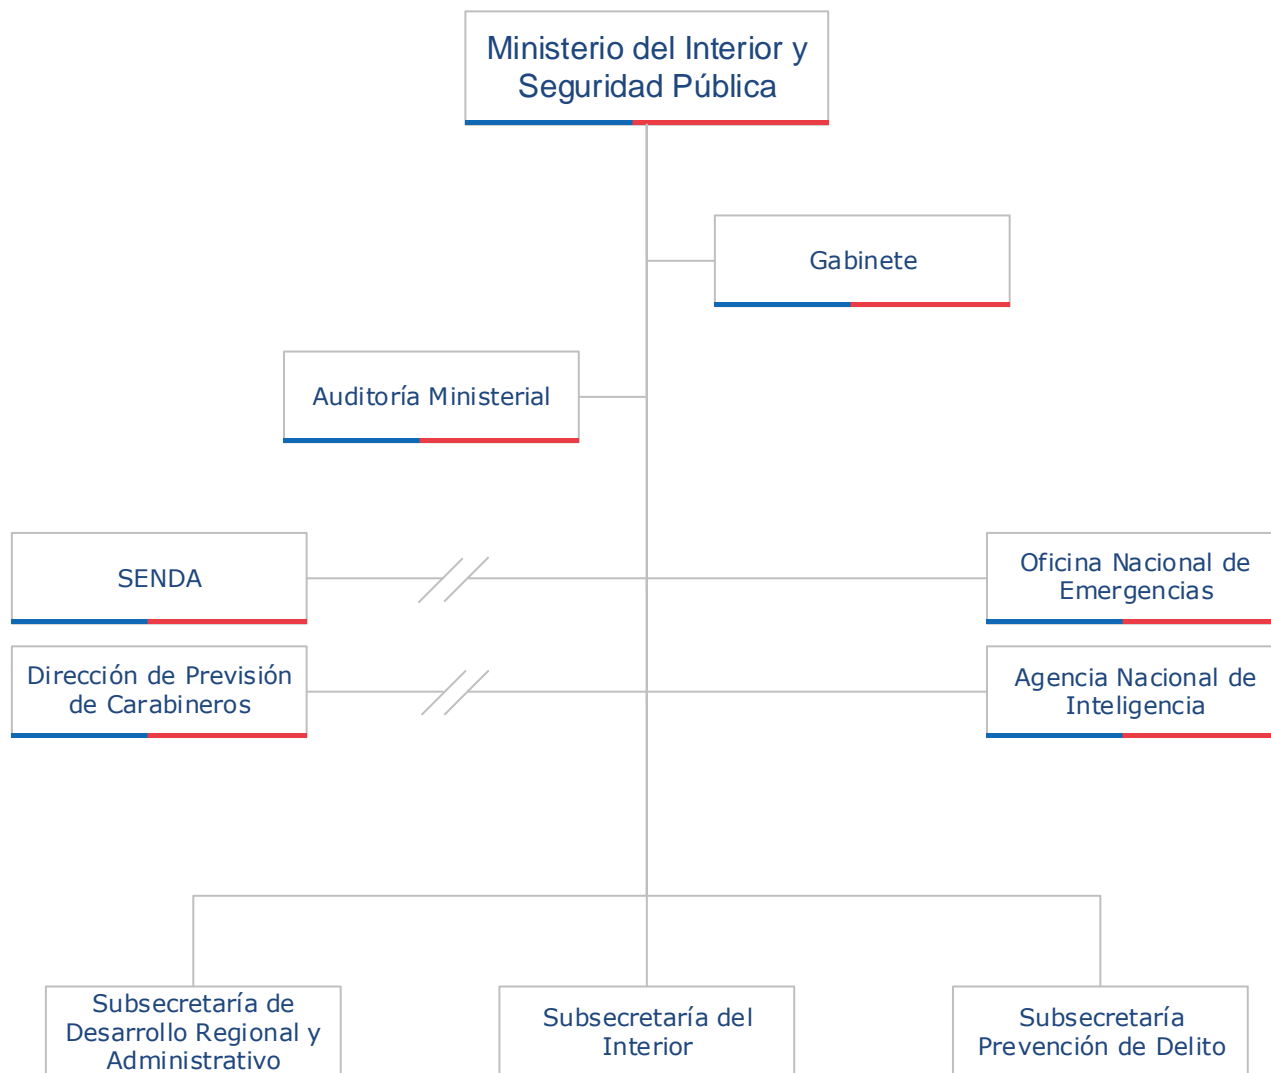 Ministerio del Interior y
Seguridad Pública
Gabinete
Auditoría Ministerial
SENDA
Oficina Nacional de
Emergencias
Dirección de Previsión
de Carabineros
Agencia Nacional de
Inteligencia
Subsecretaría de
Desarrollo Regional y
Administrativo
Subsecretaría del
Interior
Subsecretaría
Prevención de Delito